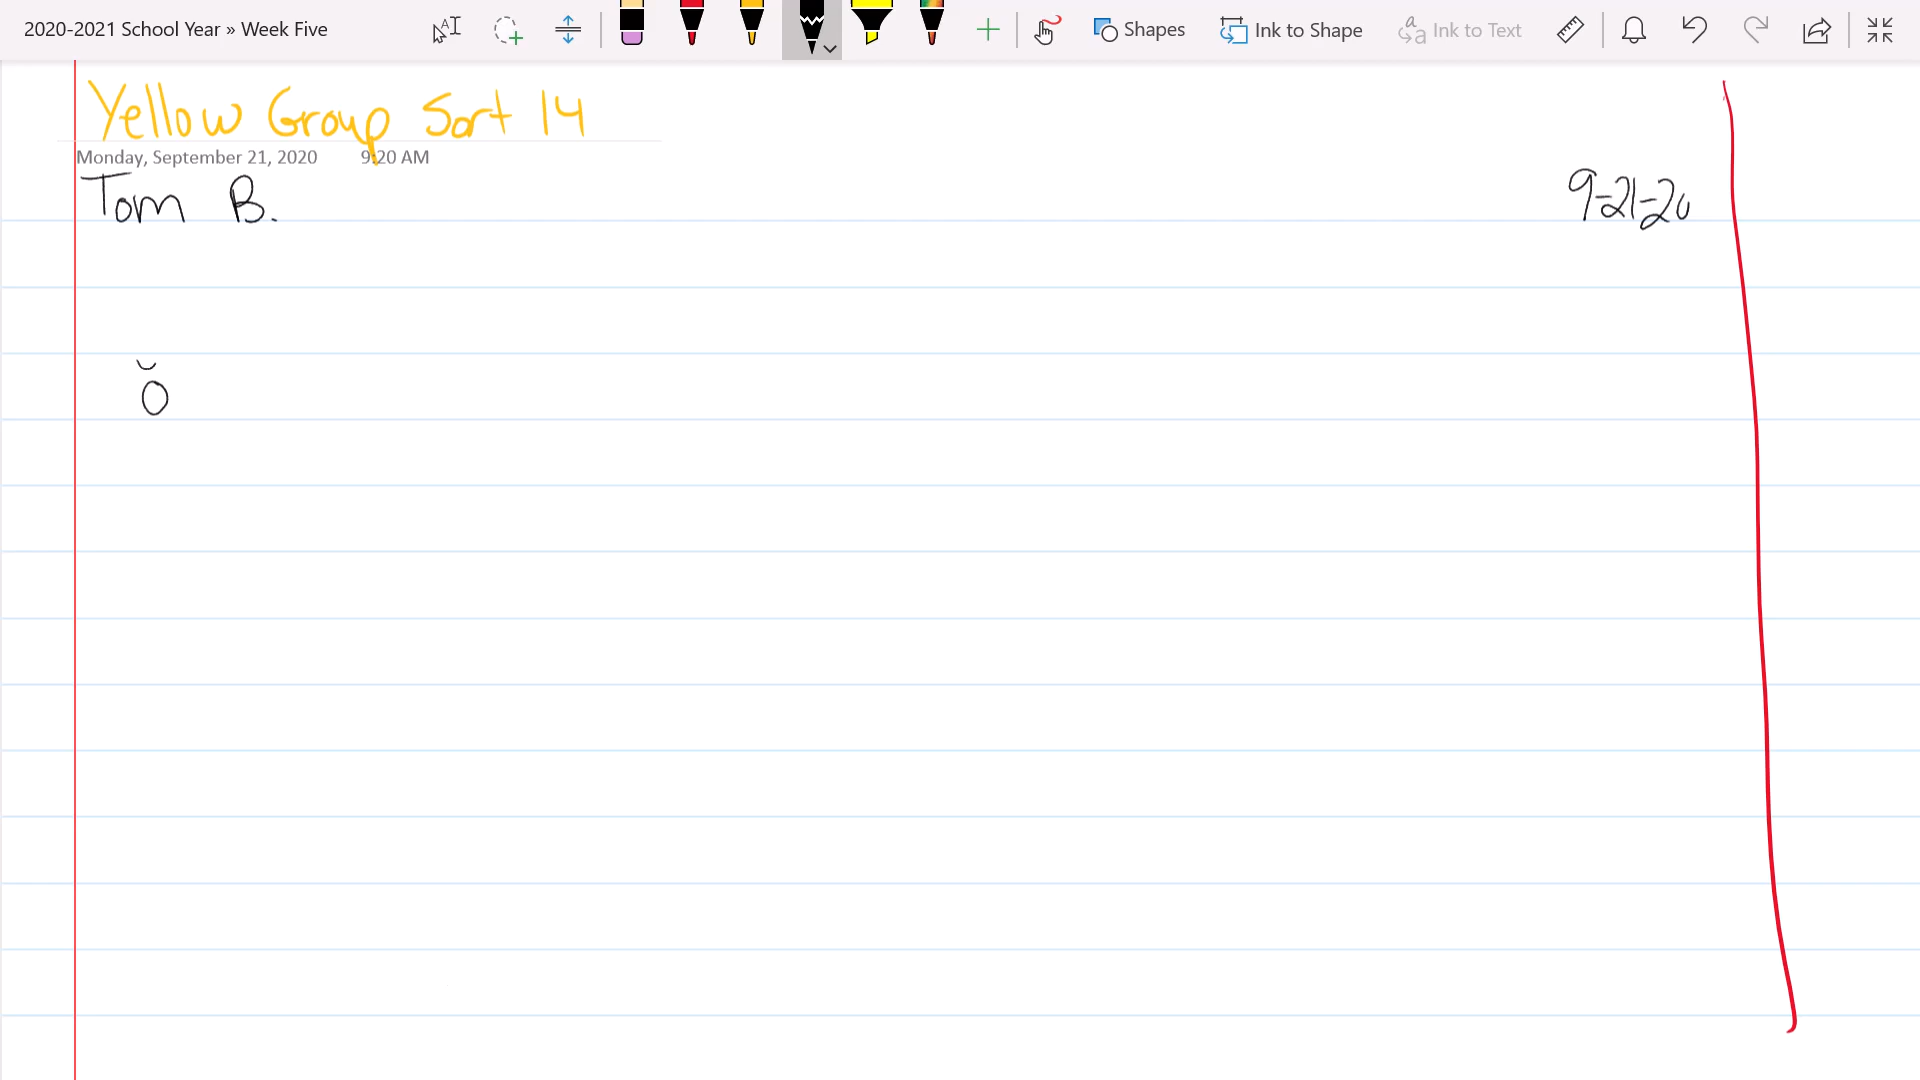 2020-2021 School Year » Week Five AI Shapes Ink to Shape a a Ink to Text
Yellow Group Sort 14
Monday, September 21, 2020 9:20 AM
Tom B. 9-21-20
ŏ